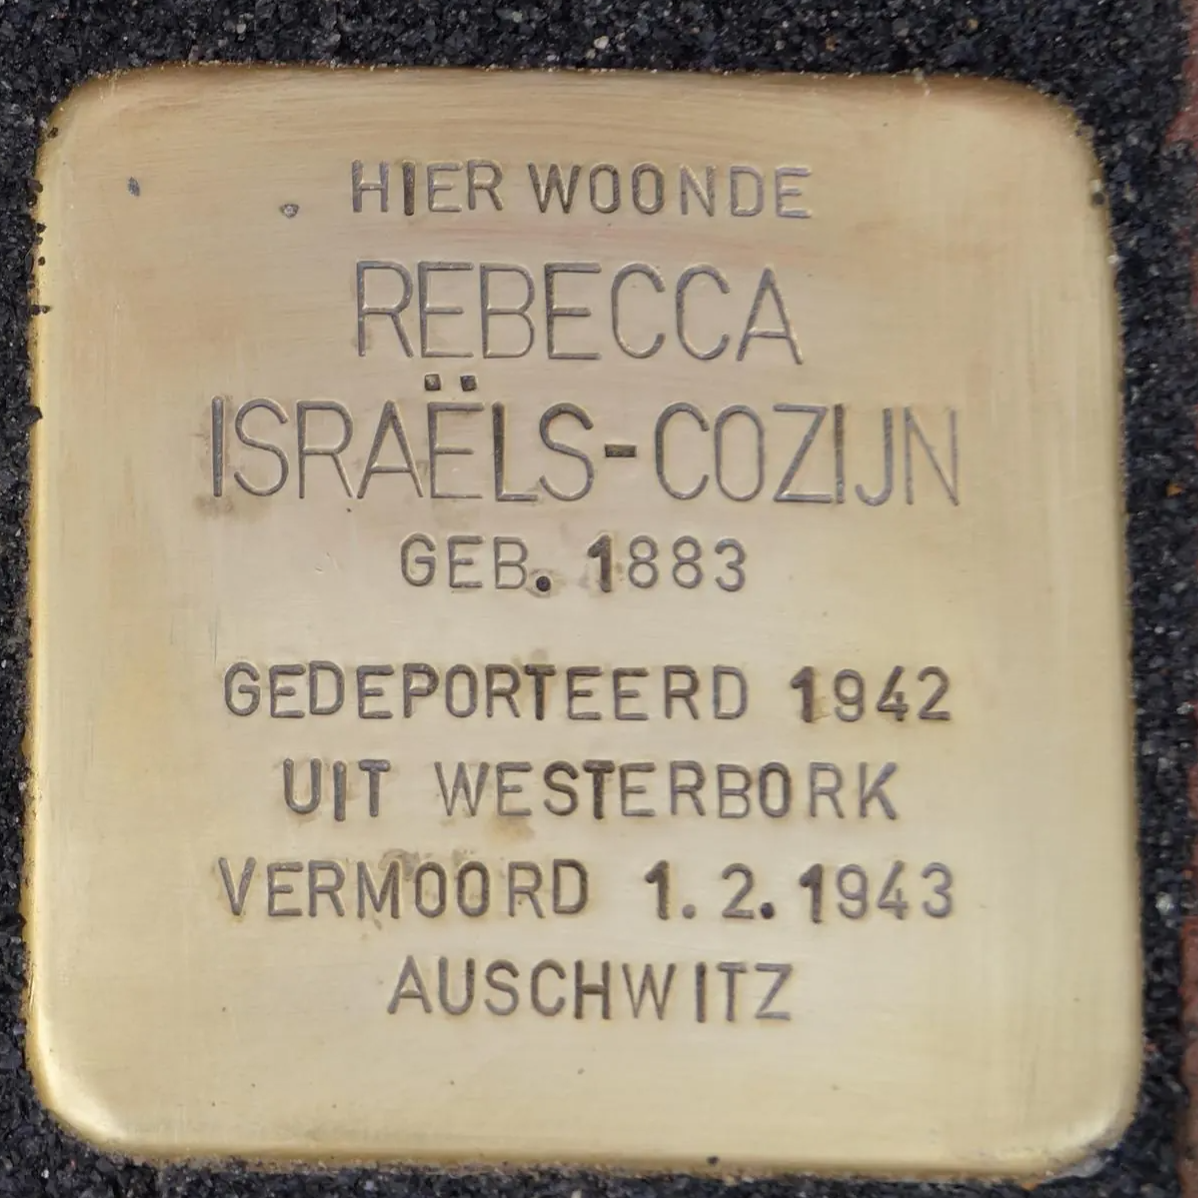 HIER WOONDE
REBECCA
ISRAËLS-COZIJN
GEB. 1883
GEDEPORTEERD 1942
UIT WESTERBORK
VERMOORD 1.2.1943
AUSCHWITZ